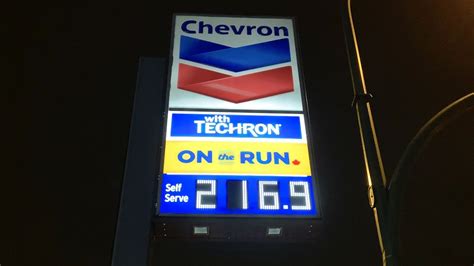 Chevron
with
TECHRON
ON the RUN
Self
Serve
216.9